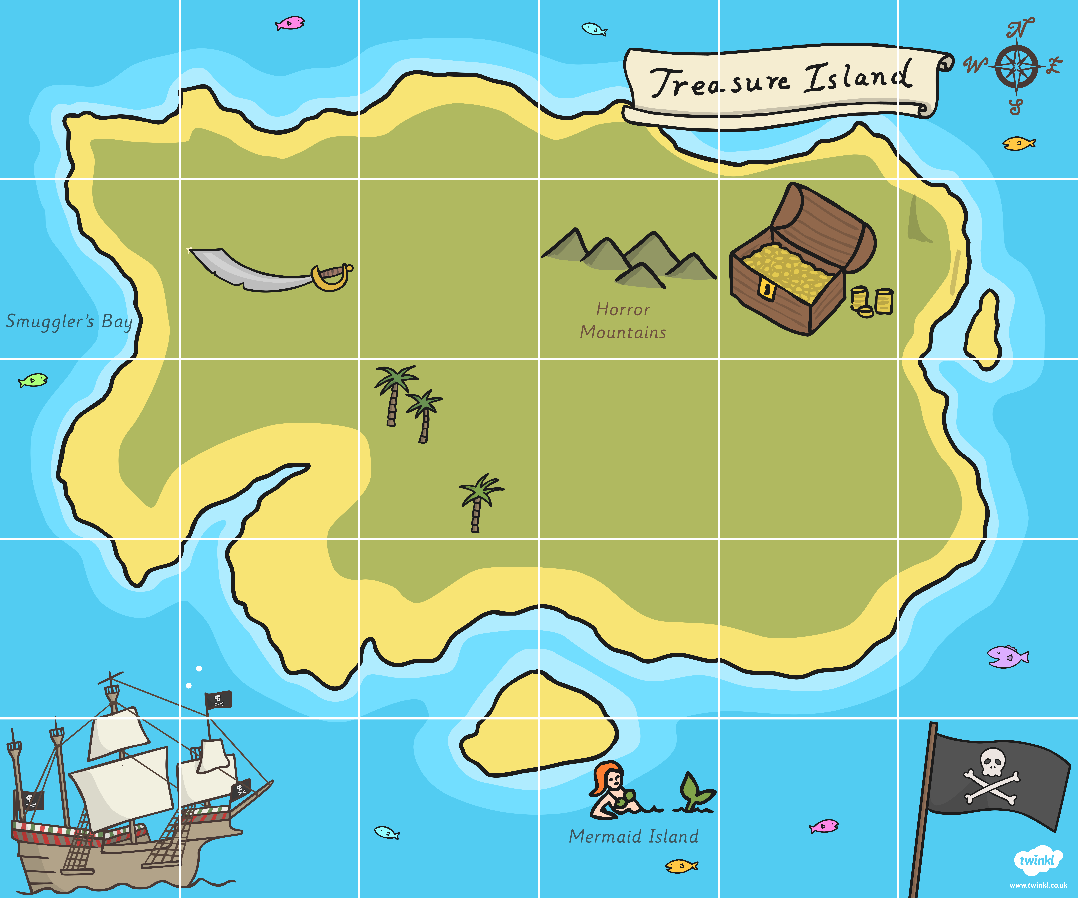 Treasure Island
N
W E
S
Smuggler's Bay
Horror
Mountains
Mermaid Island
twinkl
www.twinkl.co.uk